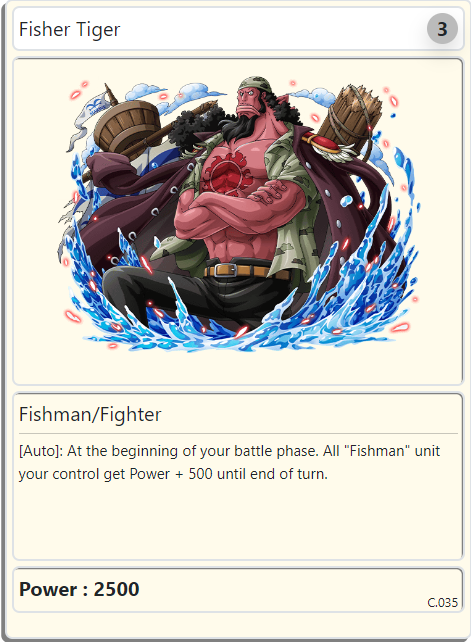 Fisher Tiger 3
Fishman/Fighter
[Auto]: At the beginning of your battle phase. All "Fishman" unit
your control get Power + 500 until end of turn.
Power : 2500
C.035